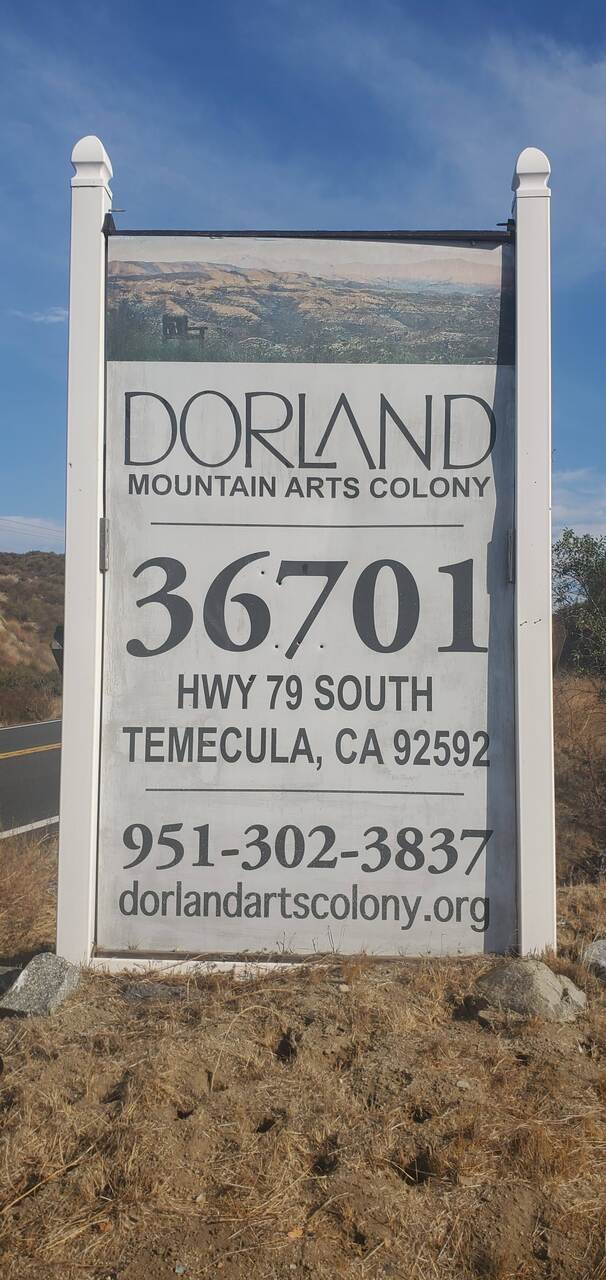 DORLAND
MOUNTAIN ARTS COLONY
36701
HWY 79 SOUTH
TEMECULA, CA 92592
951-302-3837
dorlandartscolony.org